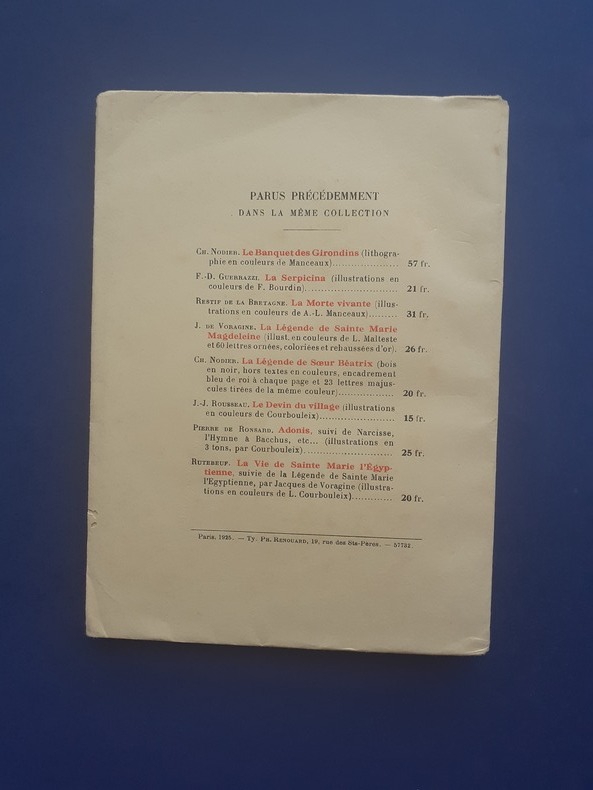 PARUS PRÉCÉDEMMENT
DANS LA MÊME COLLECTION
CH. NODIER. Le Banquet des Girondins (lithogra-
phie en couleurs de Manceaux)..................... 57 fr.
F.-D. GUERRAZZI. La Serpicina (illustrations en
couleurs de F. Bourdin)............................ 21 fr.
RESTIF DE LA BRETAGNE. La Morte vivante (illus-
trations en couleurs de A.-L. Manceaux)......... 31 fr.
J. DE VORAGINE. La Légende de Sainte Marie
Magdeleine (illust. en couleurs de L. Malteste
et 60 lettres ornées, coloriées et rehaussées d'or). 26 fr.
CH. NODIER. La Légende de Sœur Béatrix (bois
en noir, hors textes en couleurs, encadrement
bleu de roi à chaque page et 23 lettres majus-
cules tirées de la même couleur).................. 20 fr.
J.-J. ROUSSEAU. Le Devin du village (illustrations
en couleurs de Courbouleix)........................ 15 fr.
PIERRE DE RONSARD. Adonis, suivi de Narcisse,
l'Hymne à Bacchus, etc... (illustrations en
3 tons, par Courbouleix)............................ 25 fr.
RUTEBEUF. La Vie de Sainte Marie l'Égyp-
tienne, suivie de la Légende de Sainte Marie
l'Egyptienne, par Jacques de Voragine (illustra-
tions en couleurs de L. Courbouleix)............. 20 fr.
Paris, 1925. — Ty. PH. RENOUARD, 19, rue des Sts-Pères. — 57732.